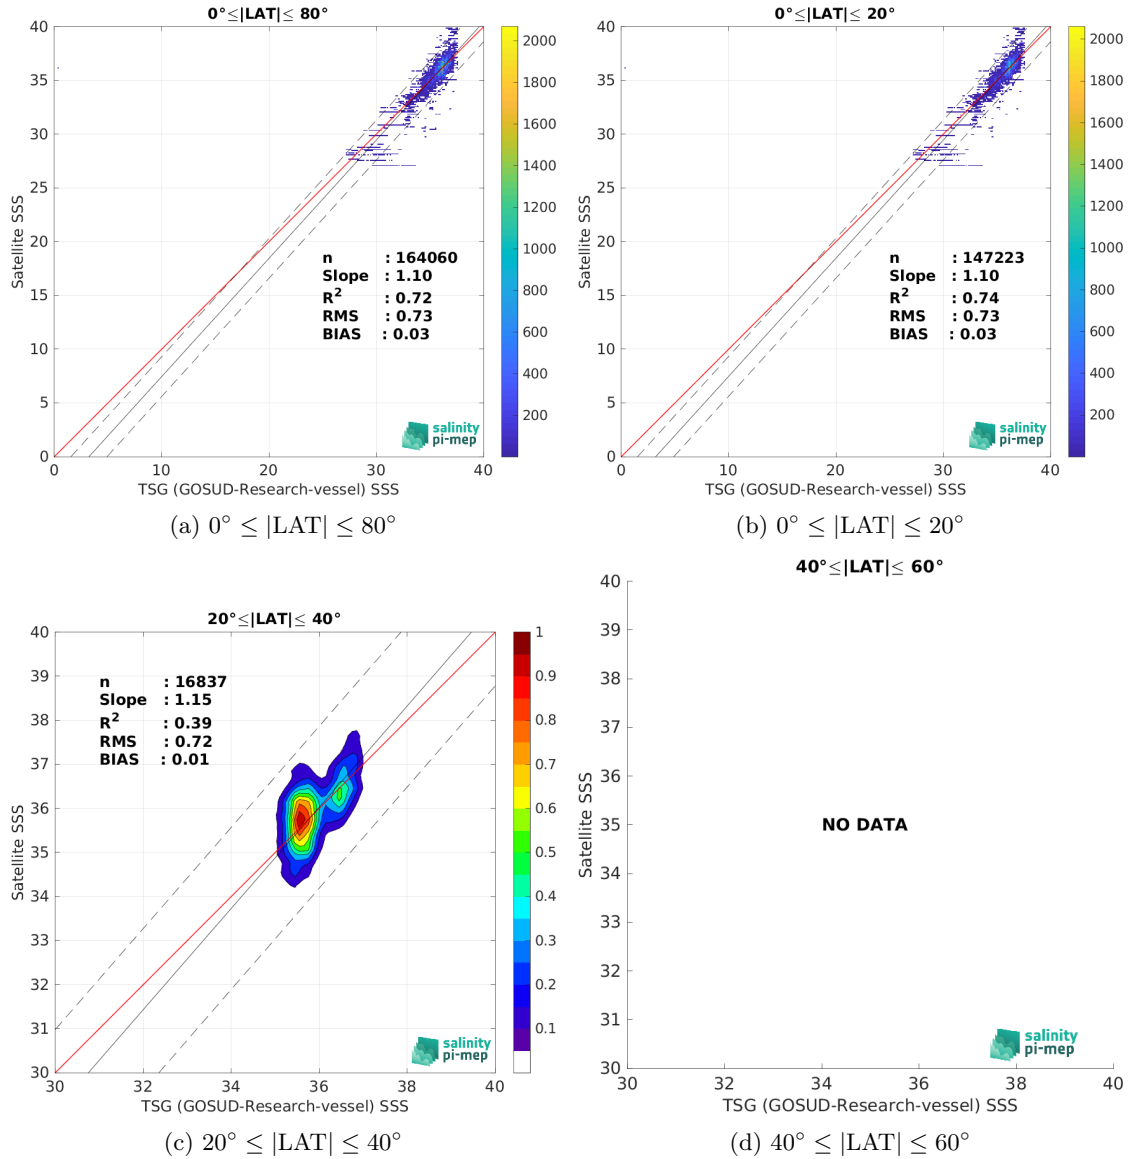 0°≤|LAT|≤ 80°
40
35
30
25
20
15
10
5
0
Satellite SSS
n : 164060
Slope : 1.10
R² : 0.72
RMS : 0.73
BIAS : 0.03
salinity
pi-mep
0 10 20 30 40
TSG (GOSUD-Research-vessel) SSS
2000
1800
1600
1400
1200
1000
800
600
400
200
(a) 0° ≤ |LAT| ≤ 80°
0°≤|LAT|≤ 20°
40
35
30
25
20
15
10
5
0
Satellite SSS
n : 147223
Slope : 1.10
R² : 0.74
RMS : 0.73
BIAS : 0.03
salinity
pi-mep
0 10 20 30 40
TSG (GOSUD-Research-vessel) SSS
2000
1800
1600
1400
1200
1000
800
600
400
200
(b) 0° ≤ |LAT| ≤ 20°
20°≤|LAT|≤ 40°
40
39
38
37
36
35
34
33
32
31
30
Satellite SSS
n : 16837
Slope : 1.15
R² : 0.39
RMS : 0.72
BIAS : 0.01
salinity
pi-mep
30 32 34 36 38 40
TSG (GOSUD-Research-vessel) SSS
1
0.9
0.8
0.7
0.6
0.5
0.4
0.3
0.2
0.1
(c) 20° ≤ |LAT| ≤ 40°
40°≤|LAT|≤ 60°
40
39
38
37
36
35
34
33
32
31
30
Satellite SSS
NO DATA
salinity
pi-mep
30 32 34 36 38 40
TSG (GOSUD-Research-vessel) SSS
(d) 40° ≤ |LAT| ≤ 60°